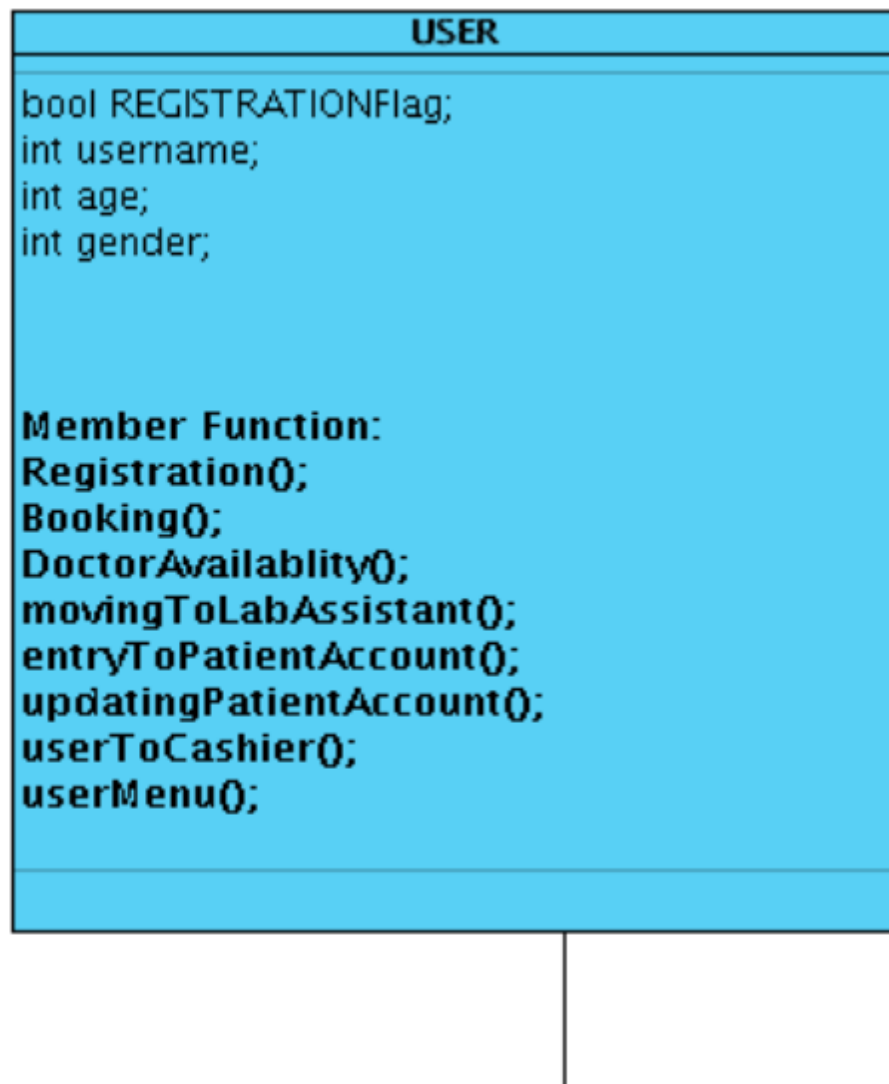 USER
bool REGISTRATIONFlag;
int username;
int age;
int gender;
Member Function:
Registration();
Booking();
DoctorAvailablity();
movingToLabAssistant();
entryToPatientAccount();
updatingPatientAccount();
userToCashier();
userMenu();